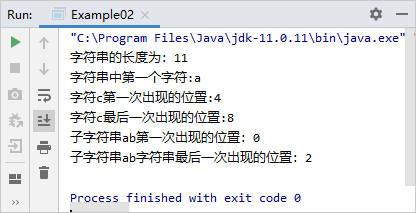 Run: Example02
"C:\Program Files\Java\jdk-11.0.11\bin\java.exe" "
字符串的长度为: 11
字符串中第一个字符:a
字符c第一次出现的位置:4
字符c最后一次出现的位置:8
子字符串ab第一次出现的位置: 0
子字符串ab字符串最后一次出现的位置: 2
Process finished with exit code 0